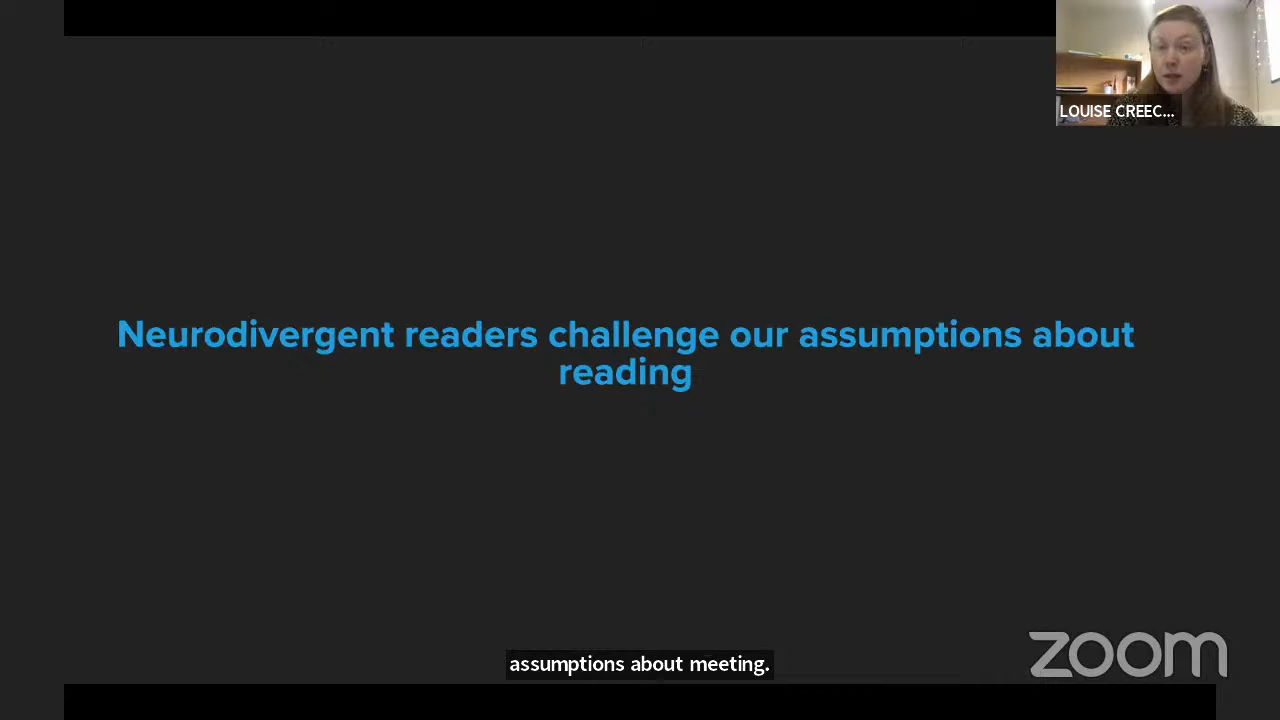 LOUISE CREEC...
Neurodivergent readers challenge our assumptions about
reading
assumptions about meeting.
zoom